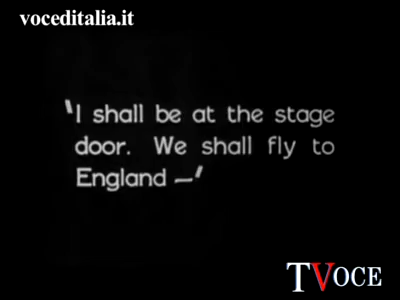 voceditalia.it
'I shall be at the stage
door. We shall fly to
England —'
TVOCE